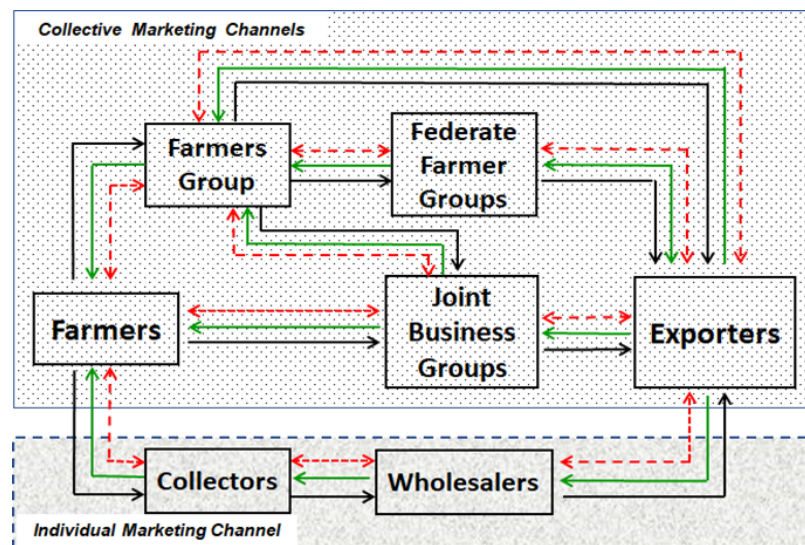 Collective Marketing Channels
Farmers
Group
Federate
Farmer
Groups
Farmers
Joint
Business
Groups
Exporters
Collectors
Wholesalers
Individual Marketing Channel